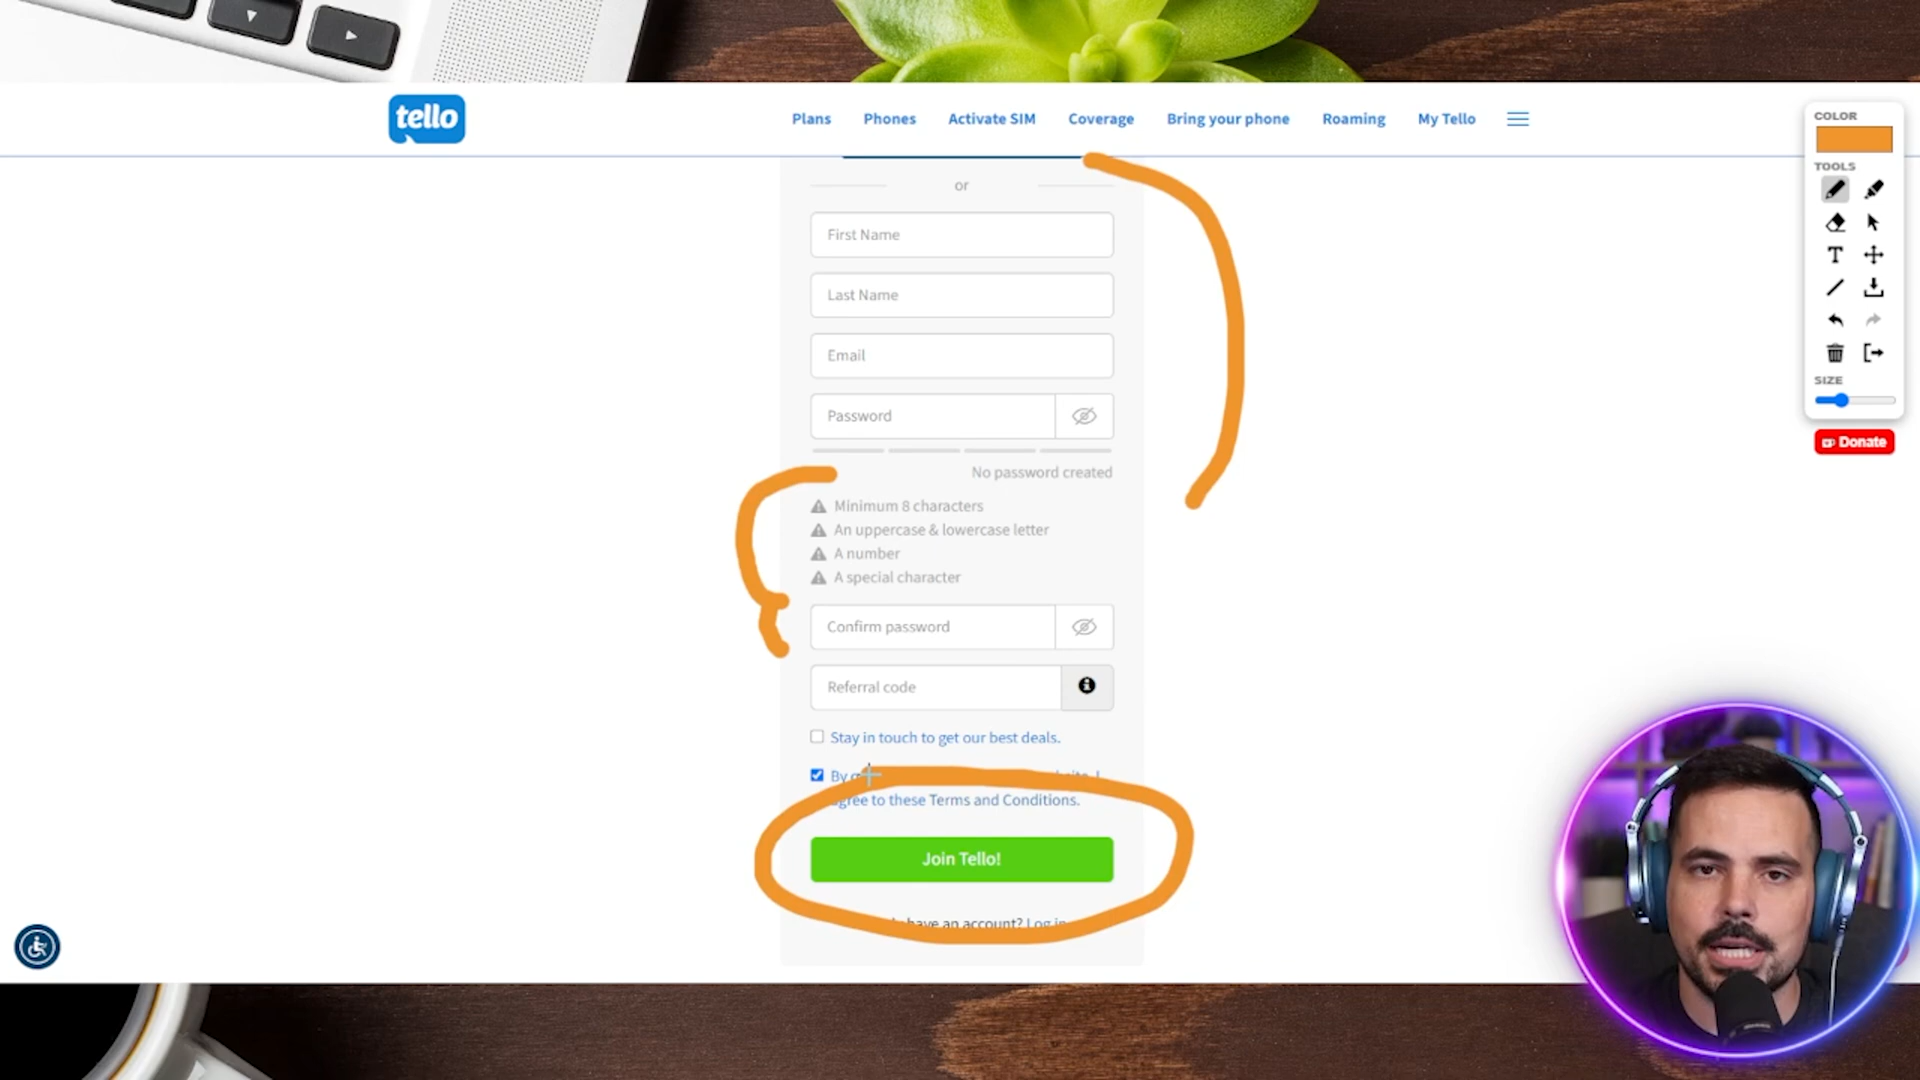 tello
Plans
Phones
Activate SIM
Coverage
Bring your phone
Roaming
My Tello
COLOR
TOOLS
SIZE
Donate
or
First Name
Last Name
Email
Password
No password created
Minimum 8 characters
An uppercase & lowercase letter
A number
A special character
Confirm password
Referral code
Stay in touch to get our best deals.
By
agree to these Terms and Conditions.
Join Tello!
have an account? Log in